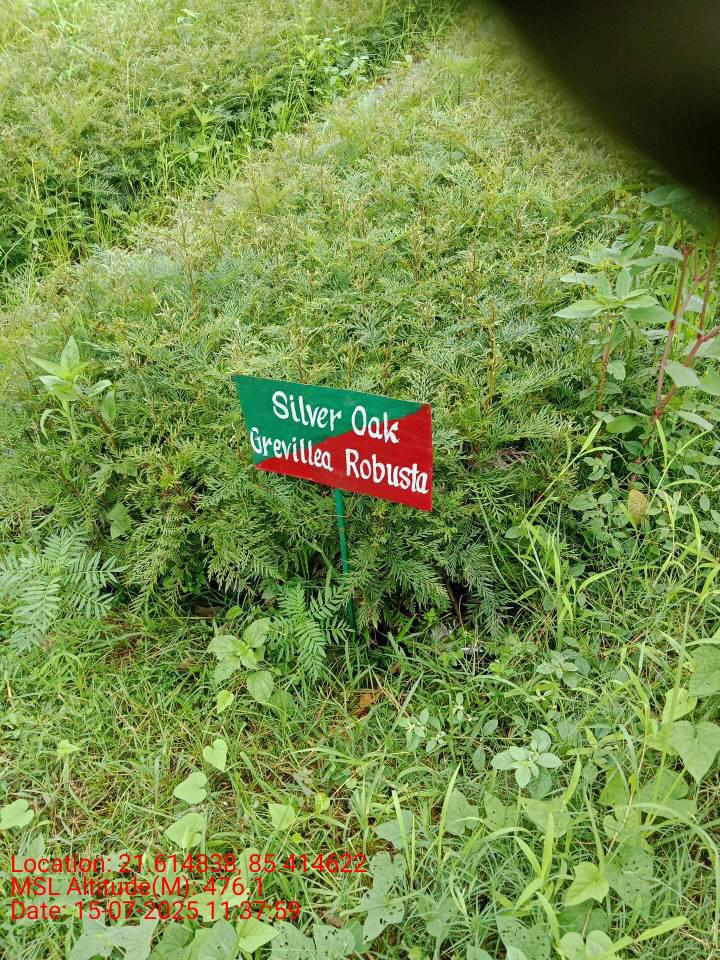 Silver Oak
Grevillea Robusta
Location: 21.614838, 85.414622
MSL Altitude(M): 476.1
Date: 15-07-2025 11:37:59